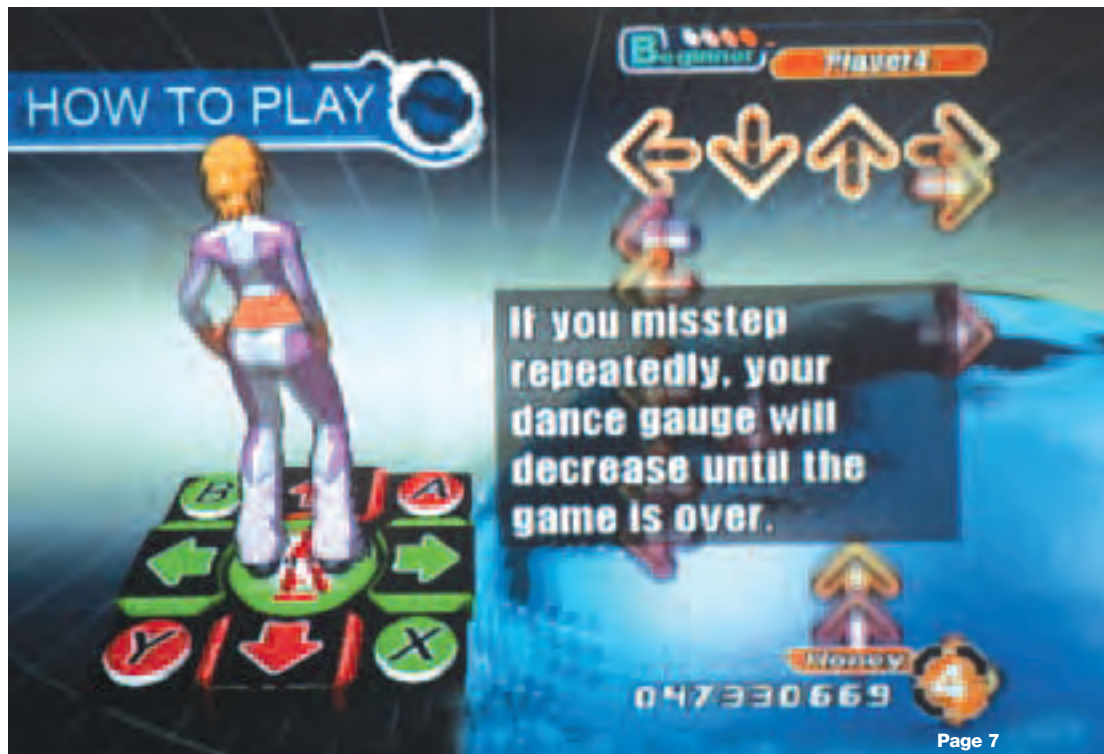 HOW TO PLAY
Beginner
Player4
If you misstep
repeatedly, your
dance gauge will
decrease until the
game is over.
B
A
Y
X
Honey
047330669
4
Page 7